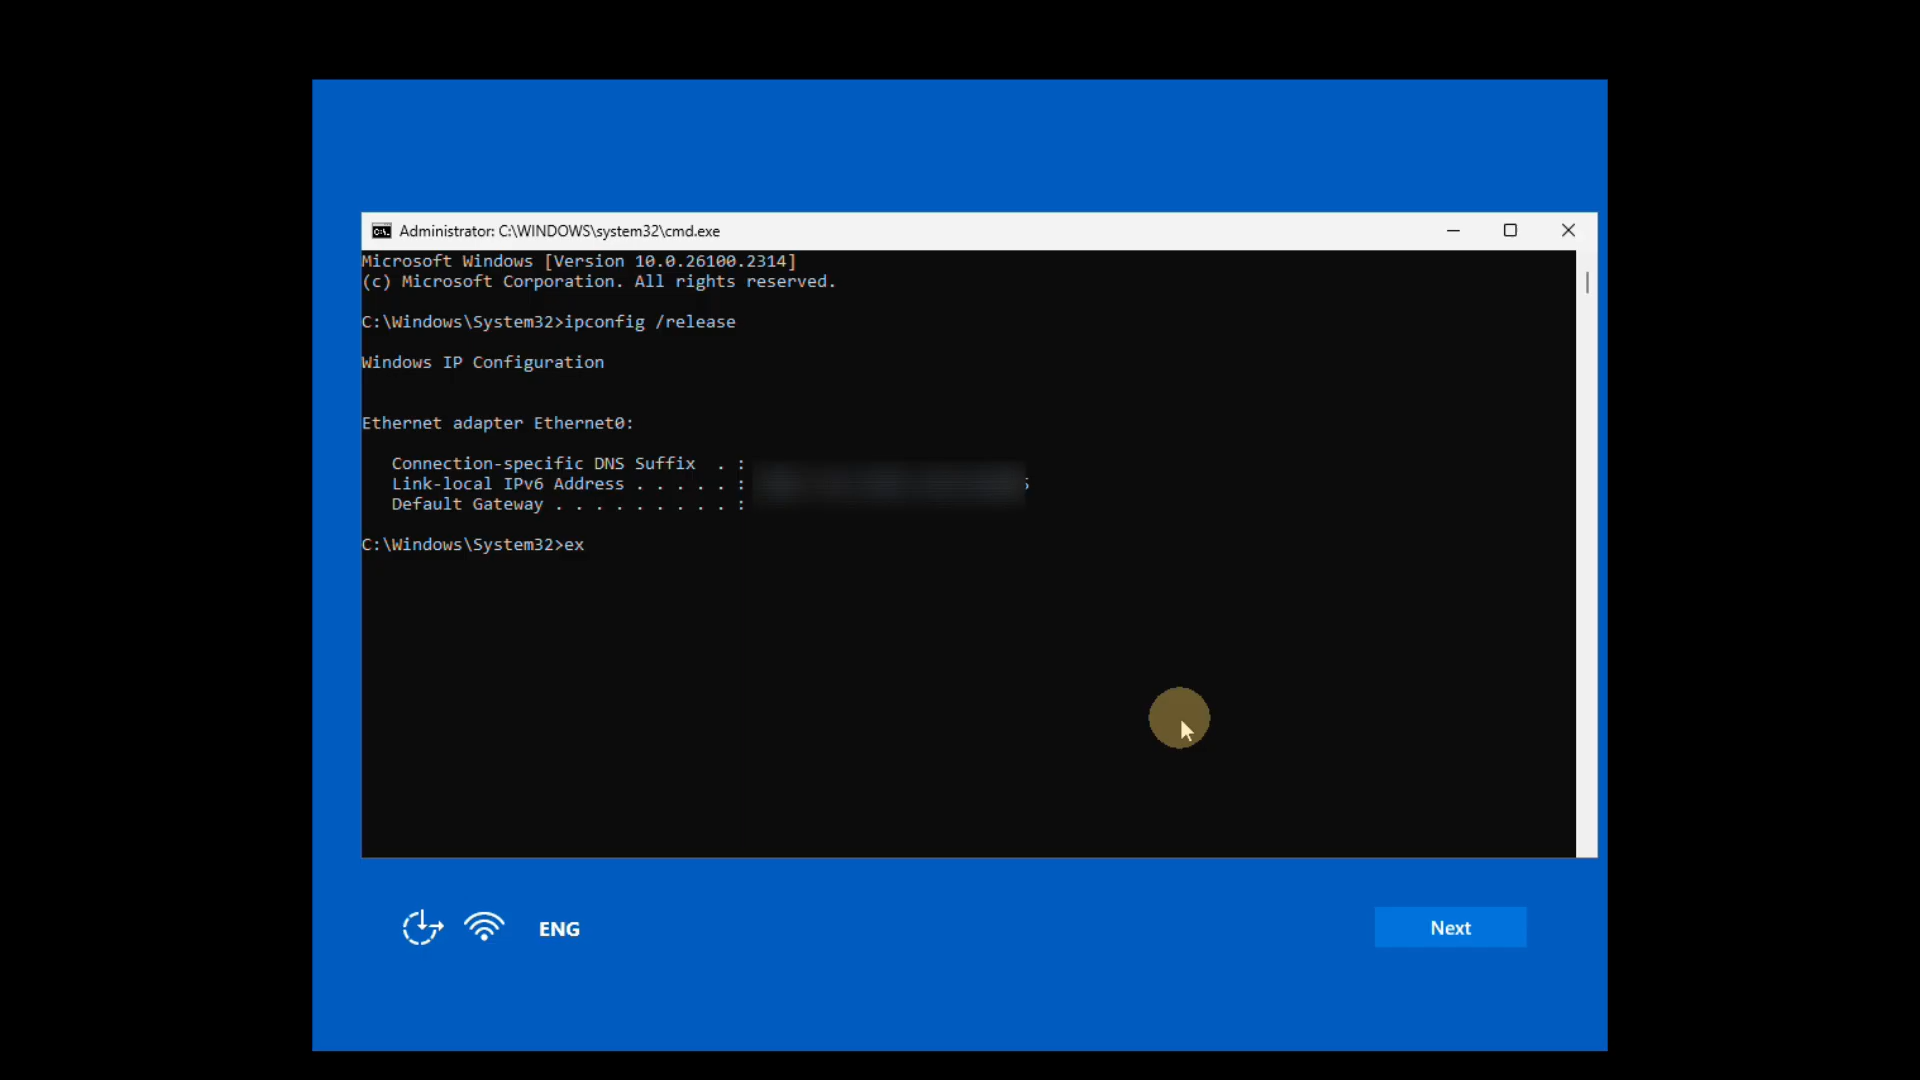 Administrator: C:\WINDOWS\system32\cmd.exe
Microsoft Windows [Version 10.0.26100.2314]
(c) Microsoft Corporation. All rights reserved.
C:\Windows\System32>ipconfig /release
Windows IP Configuration
Ethernet adapter Ethernet0:
Connection-specific DNS Suffix  . :
Link-local IPv6 Address . . . . . :
Default Gateway . . . . . . . . . :
C:\Windows\System32>ex
ENG
Next